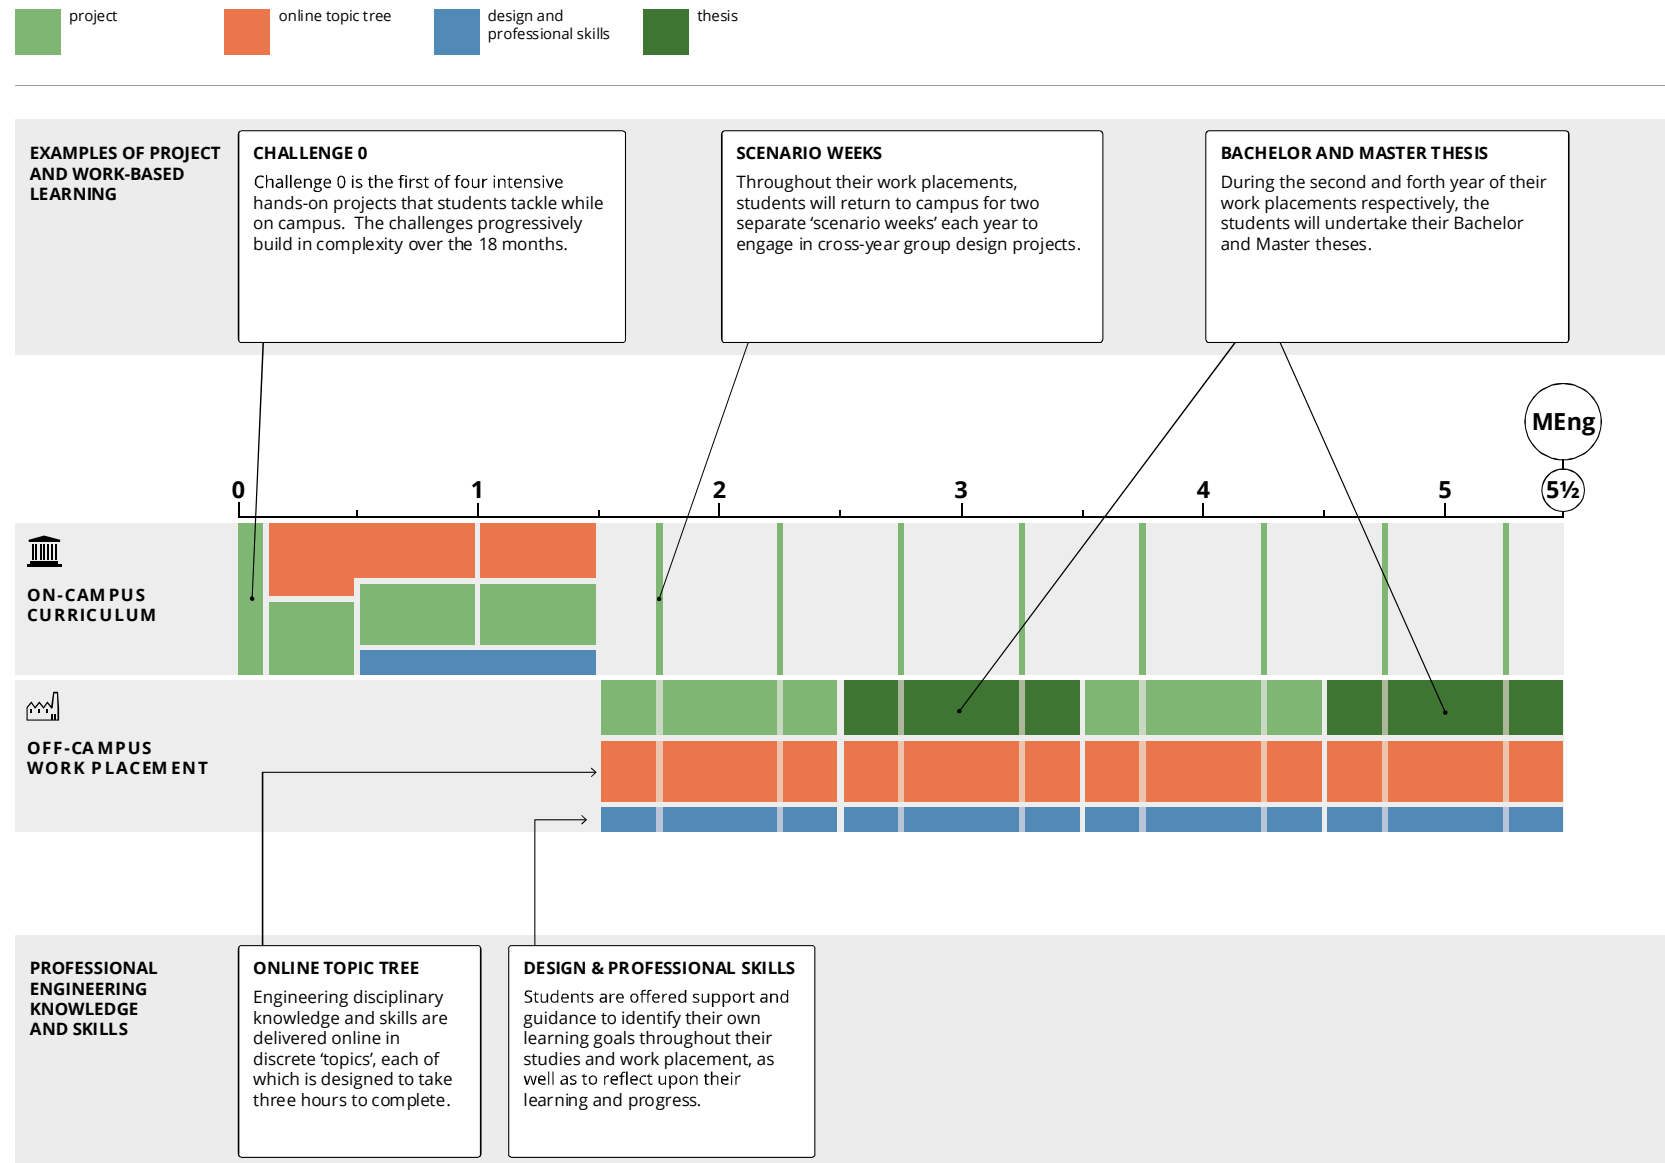 project
online topic tree
design and
professional skills
thesis
EXAMPLES OF PROJECT
AND WORK-BASED
LEARNING
CHALLENGE 0
Challenge 0 is the first of four intensive
hands-on projects that students tackle while
on campus. The challenges progressively
build in complexity over the 18 months.
SCENARIO WEEKS
Throughout their work placements,
students will return to campus for two
separate ‘scenario weeks’ each year to
engage in cross-year group design projects.
BACHELOR AND MASTER THESIS
During the second and forth year of their
work placements respectively, the
students will undertake their Bachelor
and Master theses.
MEng
0
1
2
3
4
5
5½
ON-CAMPUS
CURRICULUM
OFF-CAMPUS
WORK PLACEMENT
PROFESSIONAL
ENGINEERING
KNOWLEDGE
AND SKILLS
ONLINE TOPIC TREE
Engineering disciplinary
knowledge and skills are
delivered online in
discrete ‘topics’, each of
which is designed to take
three hours to complete.
DESIGN & PROFESSIONAL SKILLS
Students are offered support and
guidance to identify their own
learning goals throughout their
studies and work placement, as
well as to reflect upon their
learning and progress.